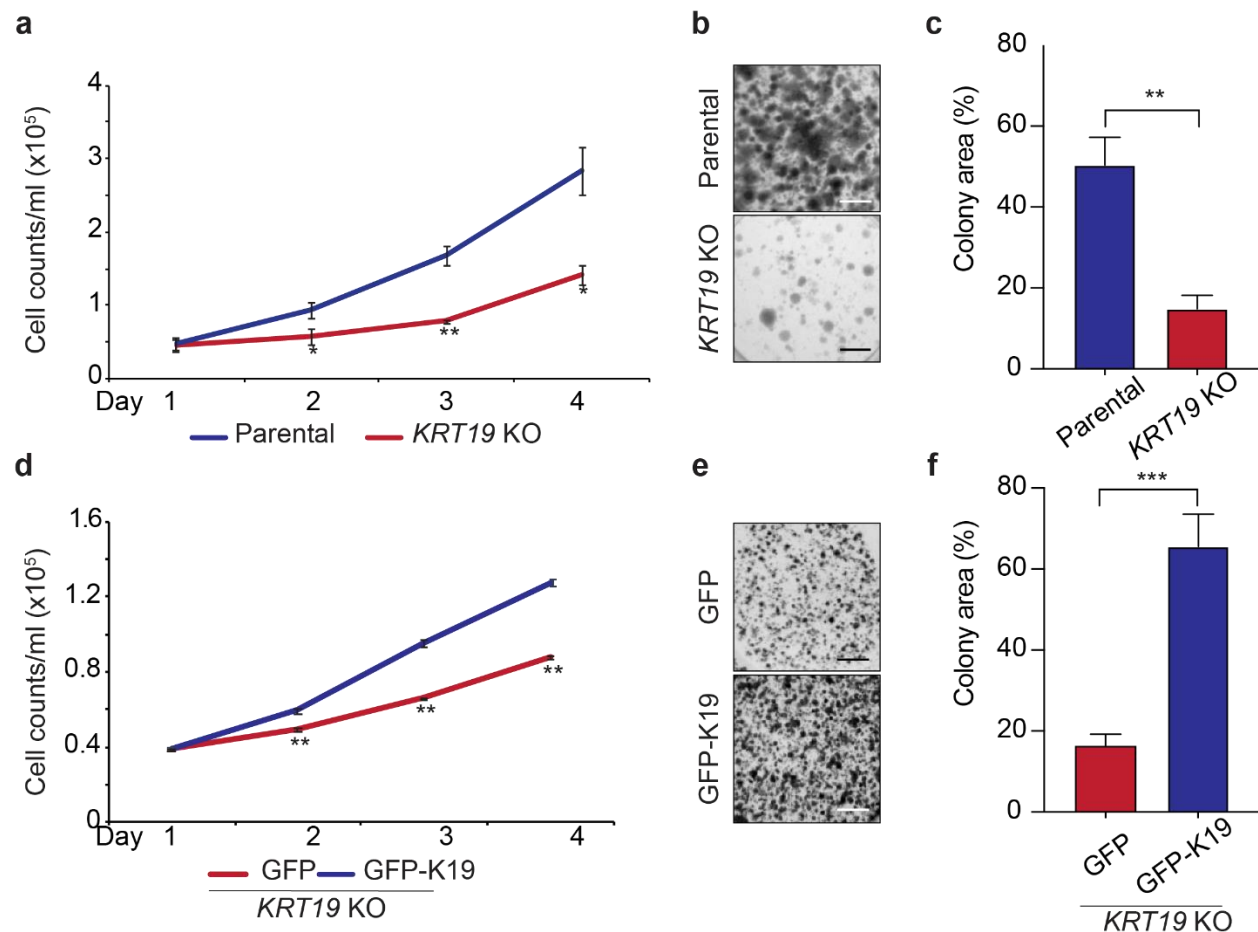 a
Cell counts/ml (x10⁵)
4
3
2
1
0
Day 1 2 3 4
* ** *
Parental KRT19 KO
b
Parental
KRT19 KO
c
Colony area (%)
80
60
40
20
0
**
Parental KRT19 KO
d
Cell counts/ml (x10⁵)
1.6
1.2
0.8
0.4
0
Day 1 2 3 4
** ** **
GFP GFP-K19
KRT19 KO
e
GFP
GFP-K19
f
Colony area (%)
80
60
40
20
0
***
GFP GFP-K19
KRT19 KO